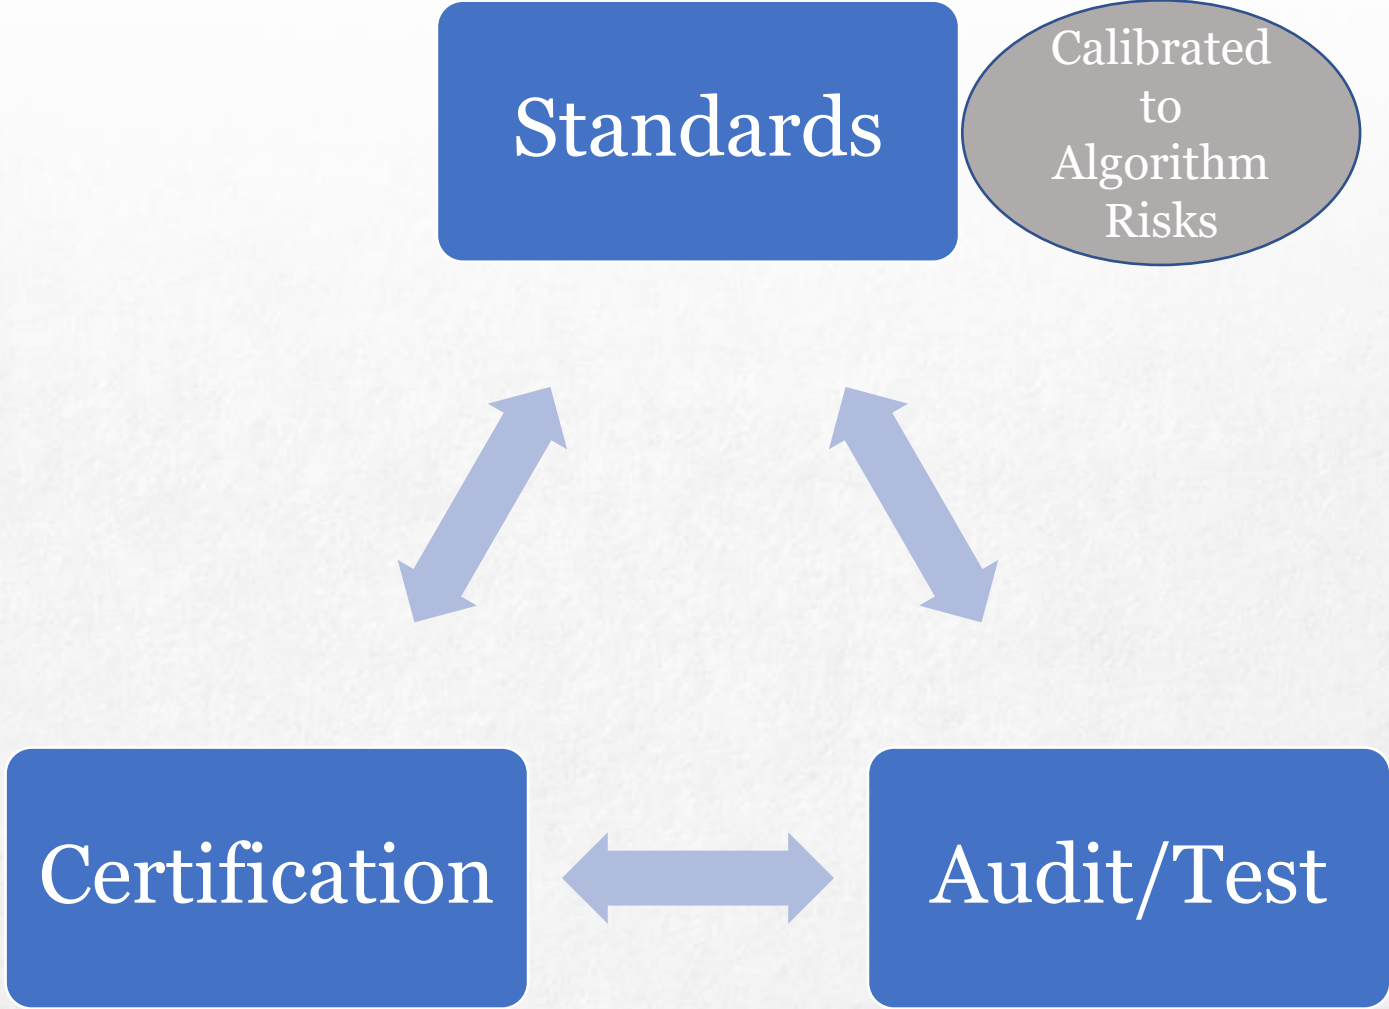 Standards
Calibrated
to
Algorithm
Risks
Certification
Audit/Test